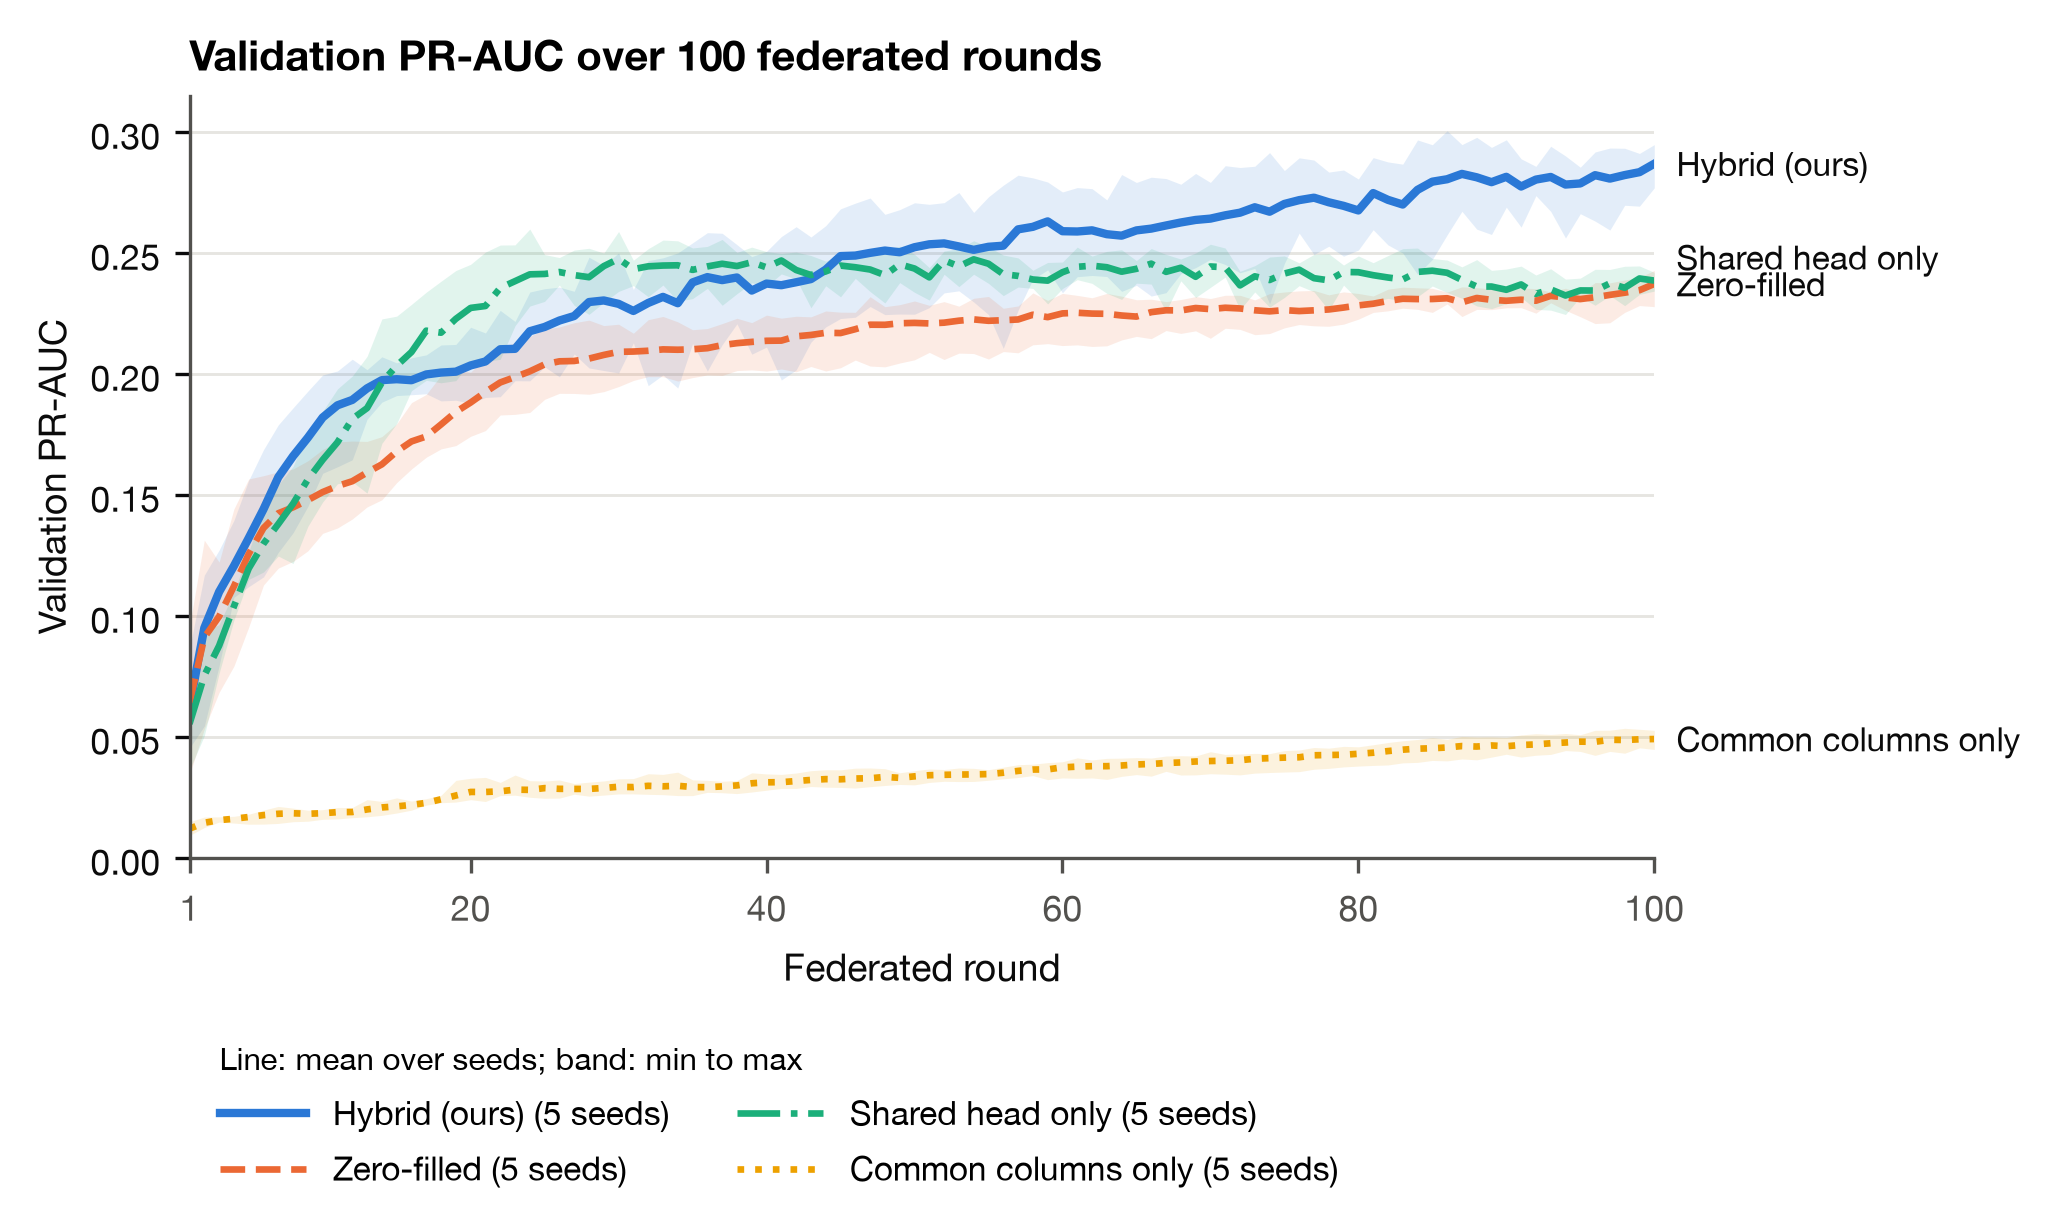 Validation PR-AUC over 100 federated rounds
Validation PR-AUC
0.30
0.25
0.20
0.15
0.10
0.05
0.00
1
20
40
60
80
100
Federated round
Hybrid (ours)
Shared head only
Zero-filled
Common columns only
Line: mean over seeds; band: min to max
Hybrid (ours) (5 seeds)
Shared head only (5 seeds)
Zero-filled (5 seeds)
Common columns only (5 seeds)